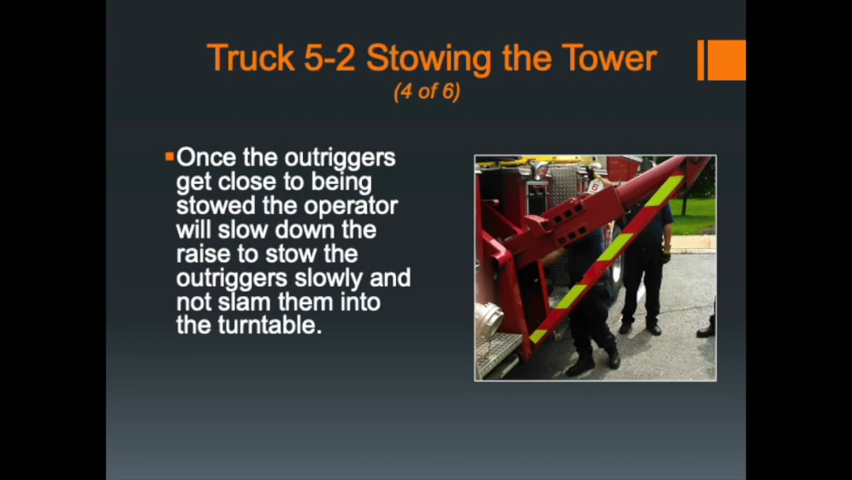 Truck 5-2 Stowing the Tower
(4 of 6)
Once the outriggers
get close to being
stowed the operator
will slow down the
raise to stow the
outriggers slowly and
not slam them into
the turntable.